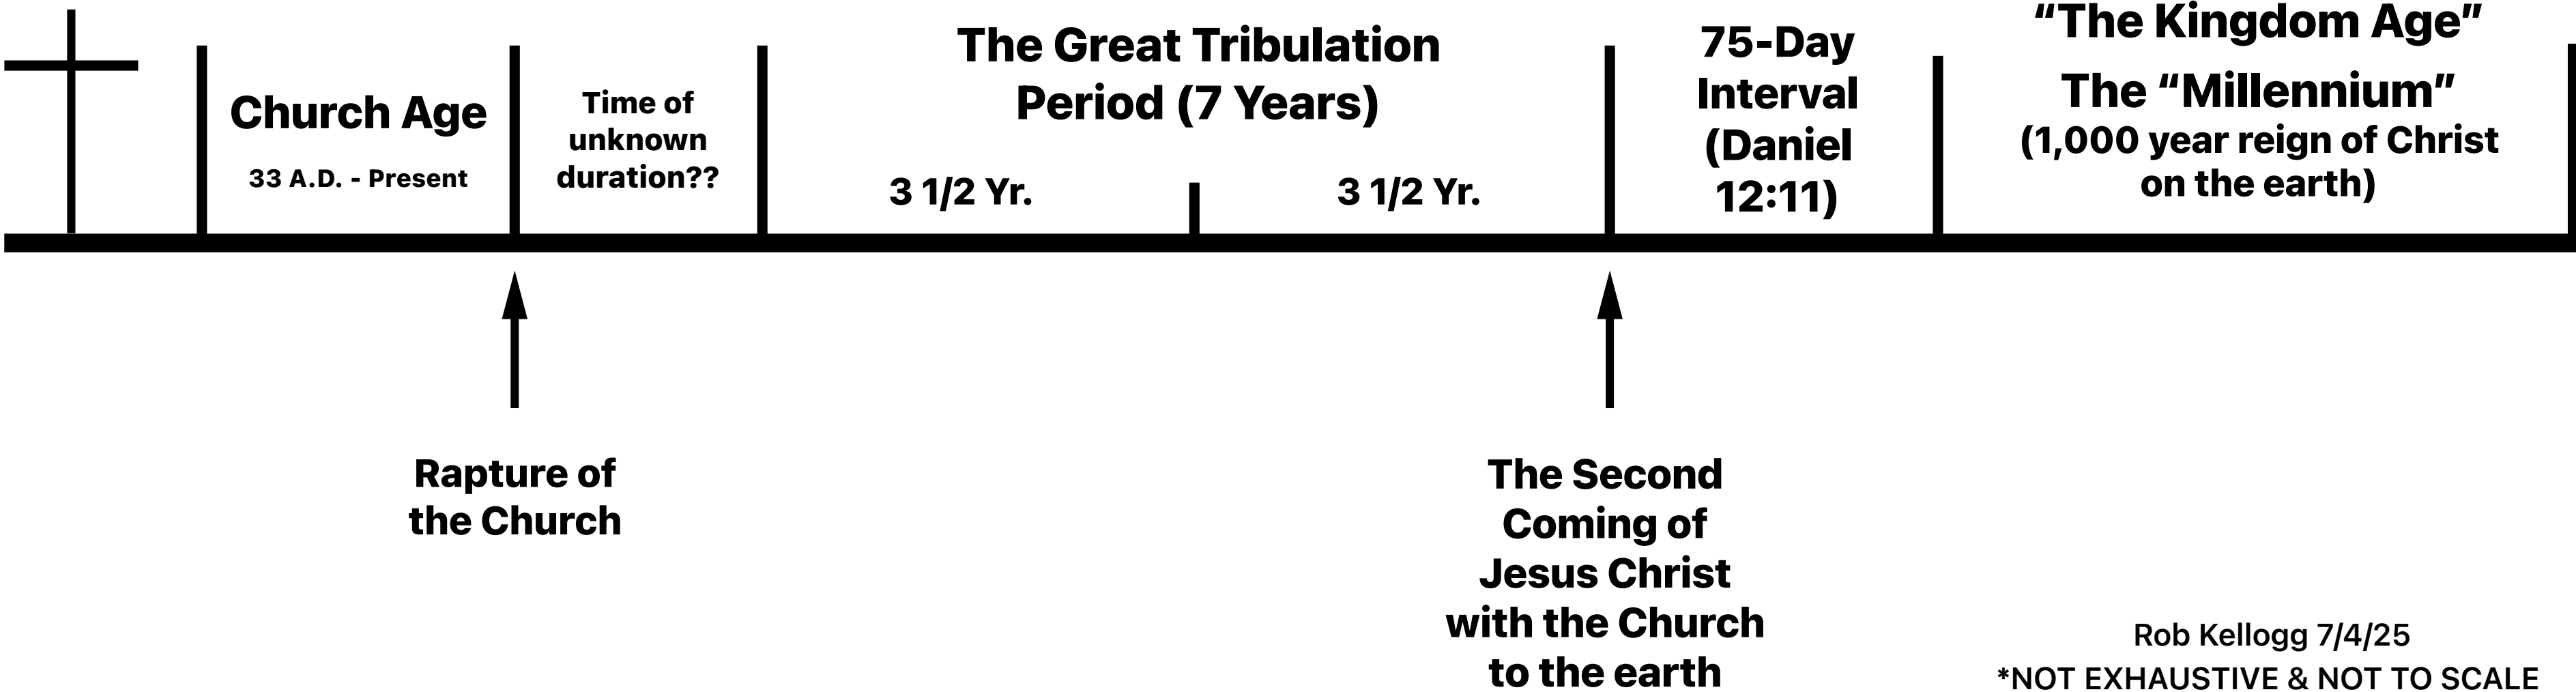 Church Age
33 A.D. - Present
Time of
unknown
duration??
The Great Tribulation
Period (7 Years)
3 1/2 Yr.
3 1/2 Yr.
75-Day
Interval
(Daniel
12:11)
“The Kingdom Age”
The “Millennium”
(1,000 year reign of Christ
on the earth)
Rapture of
the Church
The Second
Coming of
Jesus Christ
with the Church
to the earth
Rob Kellogg 7/4/25
*NOT EXHAUSTIVE & NOT TO SCALE